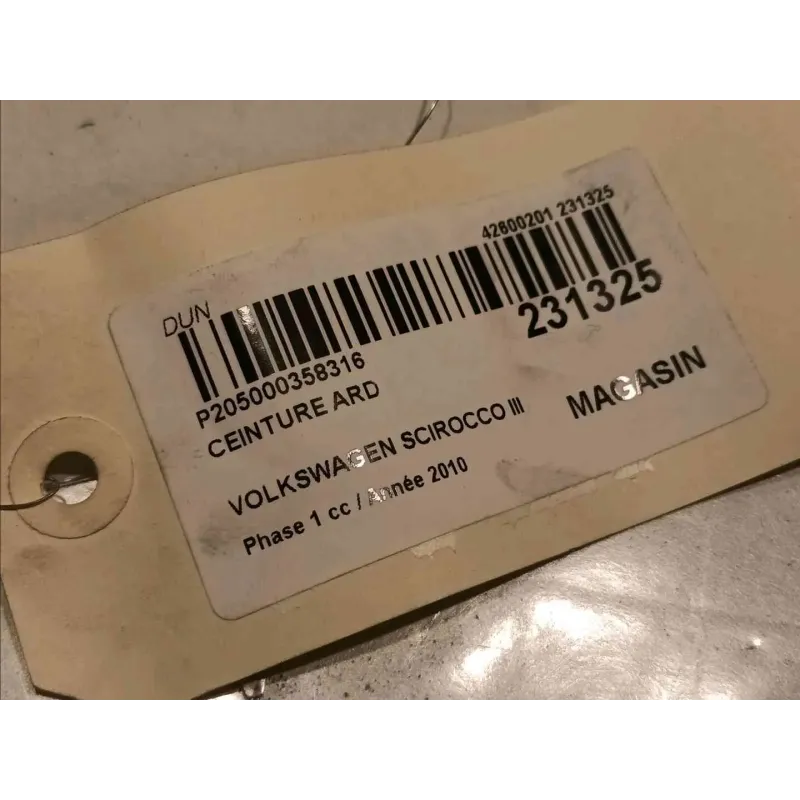 DUN
42600201 231325
231325
P205000358316
CEINTURE ARD
MAGASIN
VOLKSWAGEN SCIROCCO III
Phase 1 cc / Année 2010